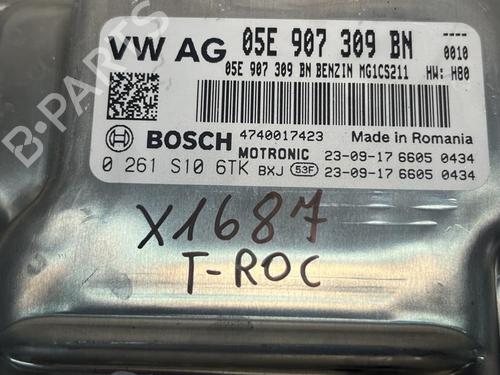 VW AG 05E 907 309 BN 0010
05E 907 309 BN BENZIN MG1CS211 HW: H80
BOSCH 4740017423 Made in Romania
MOTRONIC 23-09-17 6605 0434
0 261 S10 6TK BXJ 53F 23-09-17 6605 0434
X1687
T-ROC